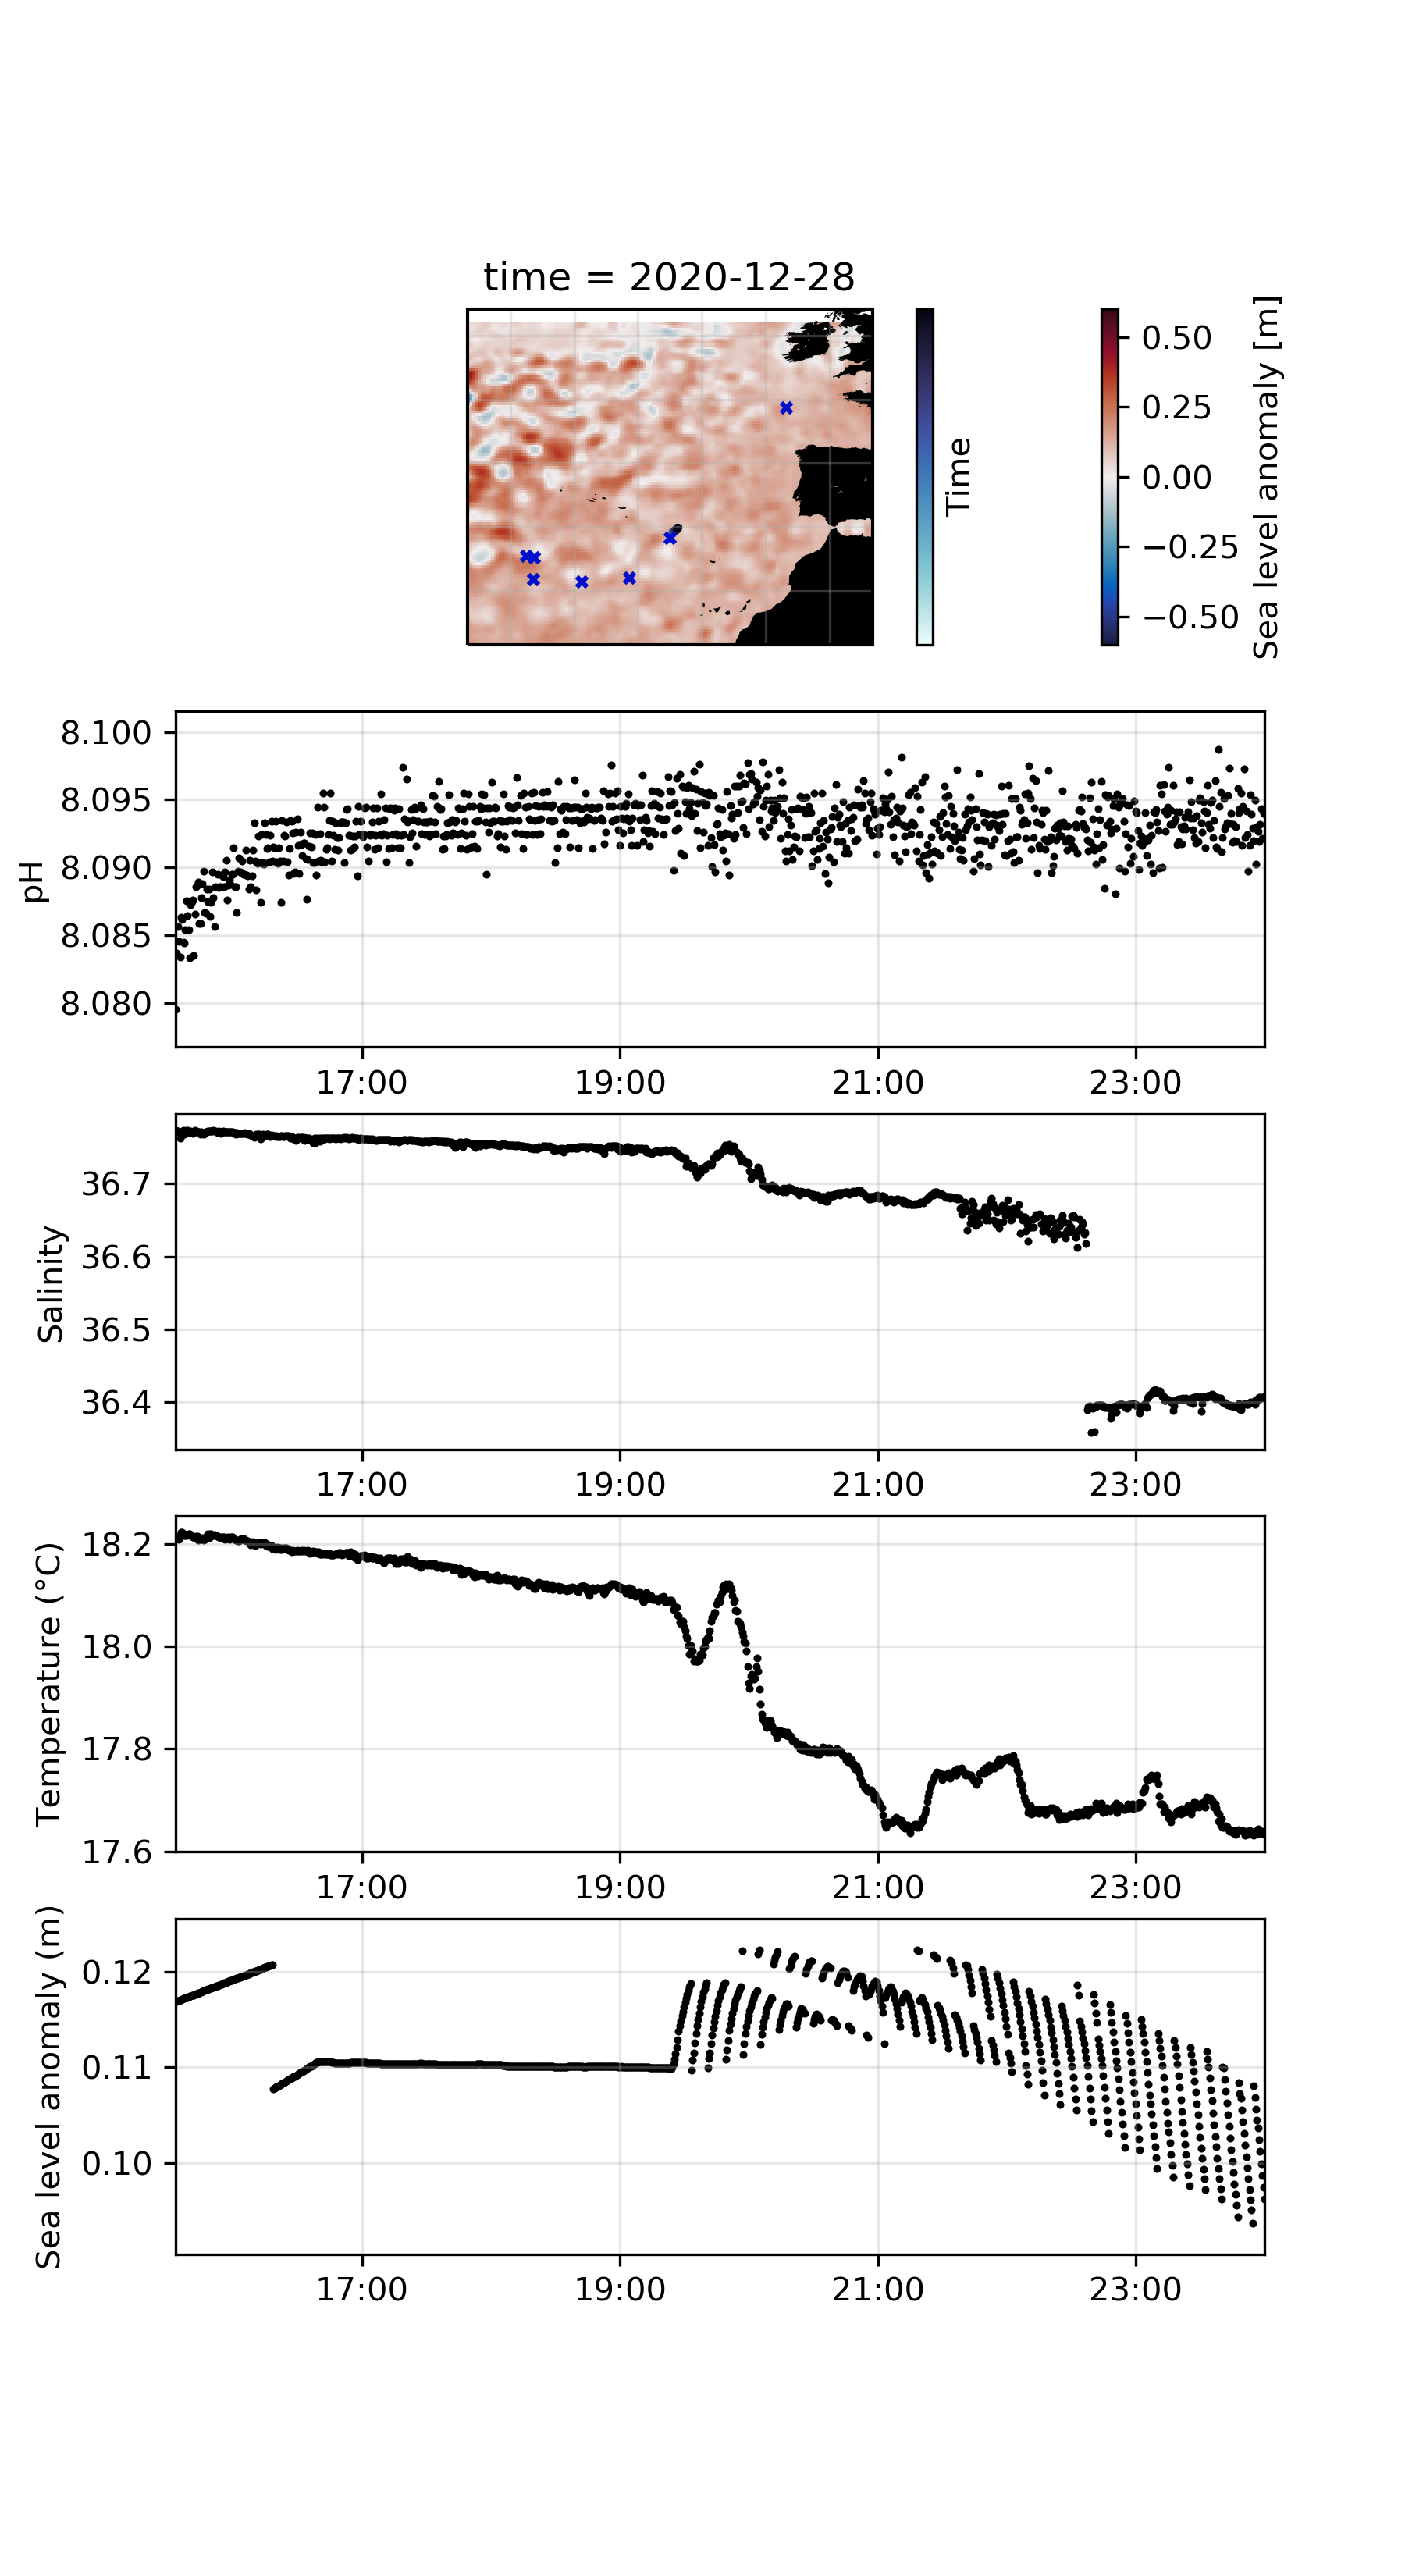 time = 2020-12-28
Time
0.50
0.25
0.00
−0.25
−0.50
Sea level anomaly [m]
8.100
8.095
8.090
8.085
8.080
pH
17:00 19:00 21:00 23:00
36.7
36.6
36.5
36.4
Salinity
17:00 19:00 21:00 23:00
18.2
18.0
17.8
17.6
Temperature (°C)
17:00 19:00 21:00 23:00
0.12
0.11
0.10
Sea level anomaly (m)
17:00 19:00 21:00 23:00